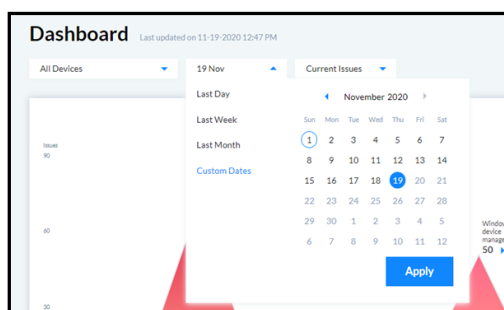 Dashboard Last updated on 11-19-2020 12:47 PM
All Devices 19 Nov Current Issues
Last Day
Last Week
Last Month
Custom Dates
November 2020
Sun Mon Tue Wed Thu Fri Sat
1 2 3 4 5 6 7
8 9 10 11 12 13 14
15 16 17 18 19 20 21
22 23 24 25 26 27 28
29 30 1 2 3 4 5
6 7 8 9 10 11 12
Apply
Issues
90
60
30
Window
device
manage
50